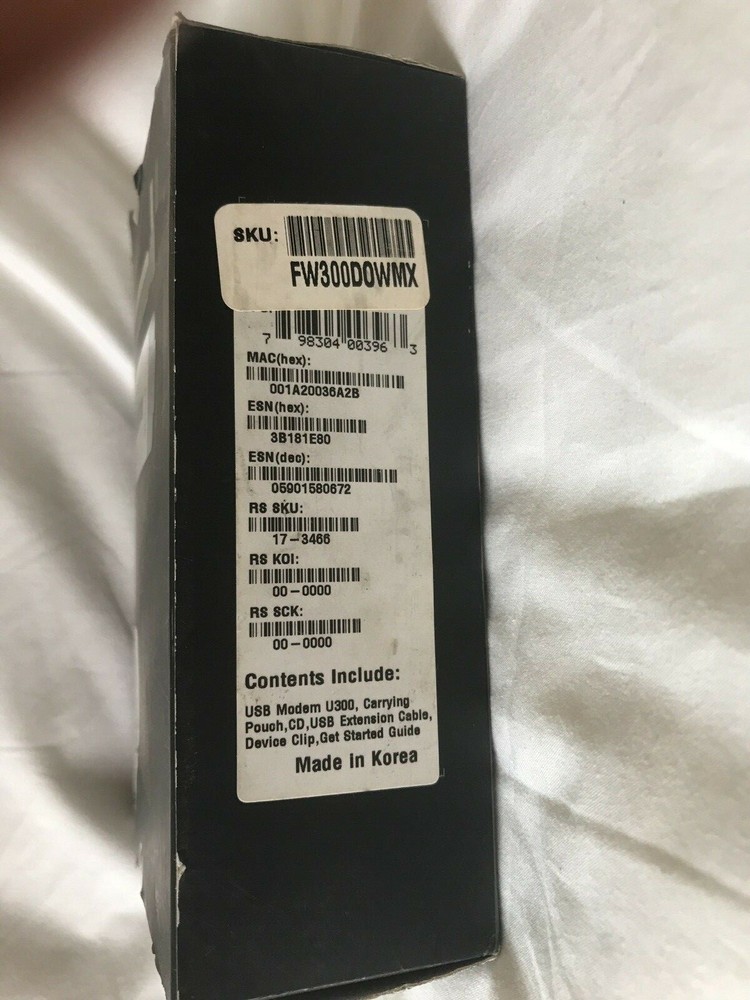 SKU:
FW300DOWMX
7 98304 00396 3
MAC(hex):
001A20036A2B
ESN(hex):
3B181E80
ESN(dec):
05901580672
RS SKU:
17-3466
RS KOI:
00-0000
RS SCK:
00-0000
Contents Include:
USB Modem U300, Carrying
Pouch,CD,USB Extension Cable,
Device Clip,Get Started Guide
Made in Korea